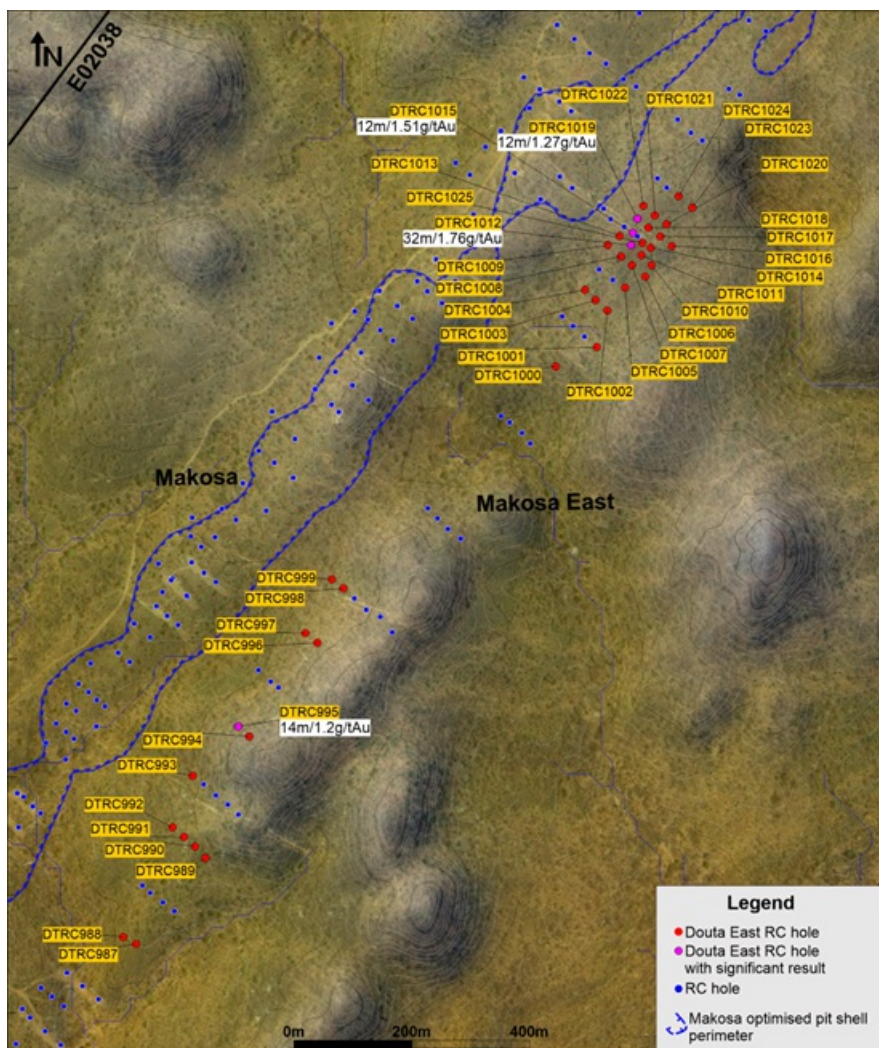 N
E02038
DTRC1022
DTRC1021
DTRC1015
12m/1.51g/tAu
DTRC1024
DTRC1019
12m/1.27g/tAu
DTRC1023
DTRC1013
DTRC1020
DTRC1025
DTRC1012
32m/1.76g/tAu
DTRC1018
DTRC1017
DTRC1016
DTRC1009
DTRC1014
DTRC1008
DTRC1011
DTRC1004
DTRC1010
DTRC1003
DTRC1006
DTRC1001
DTRC1007
DTRC1000
DTRC1005
DTRC1002
Makosa
Makosa East
DTRC999
DTRC998
DTRC997
DTRC996
DTRC995
14m/1.2g/tAu
DTRC994
DTRC993
DTRC992
DTRC991
DTRC990
DTRC989
DTRC988
DTRC987
Legend
Douta East RC hole
Douta East RC hole
with significant result
RC hole
Makosa optimised pit shell
perimeter
0m 200m 400m